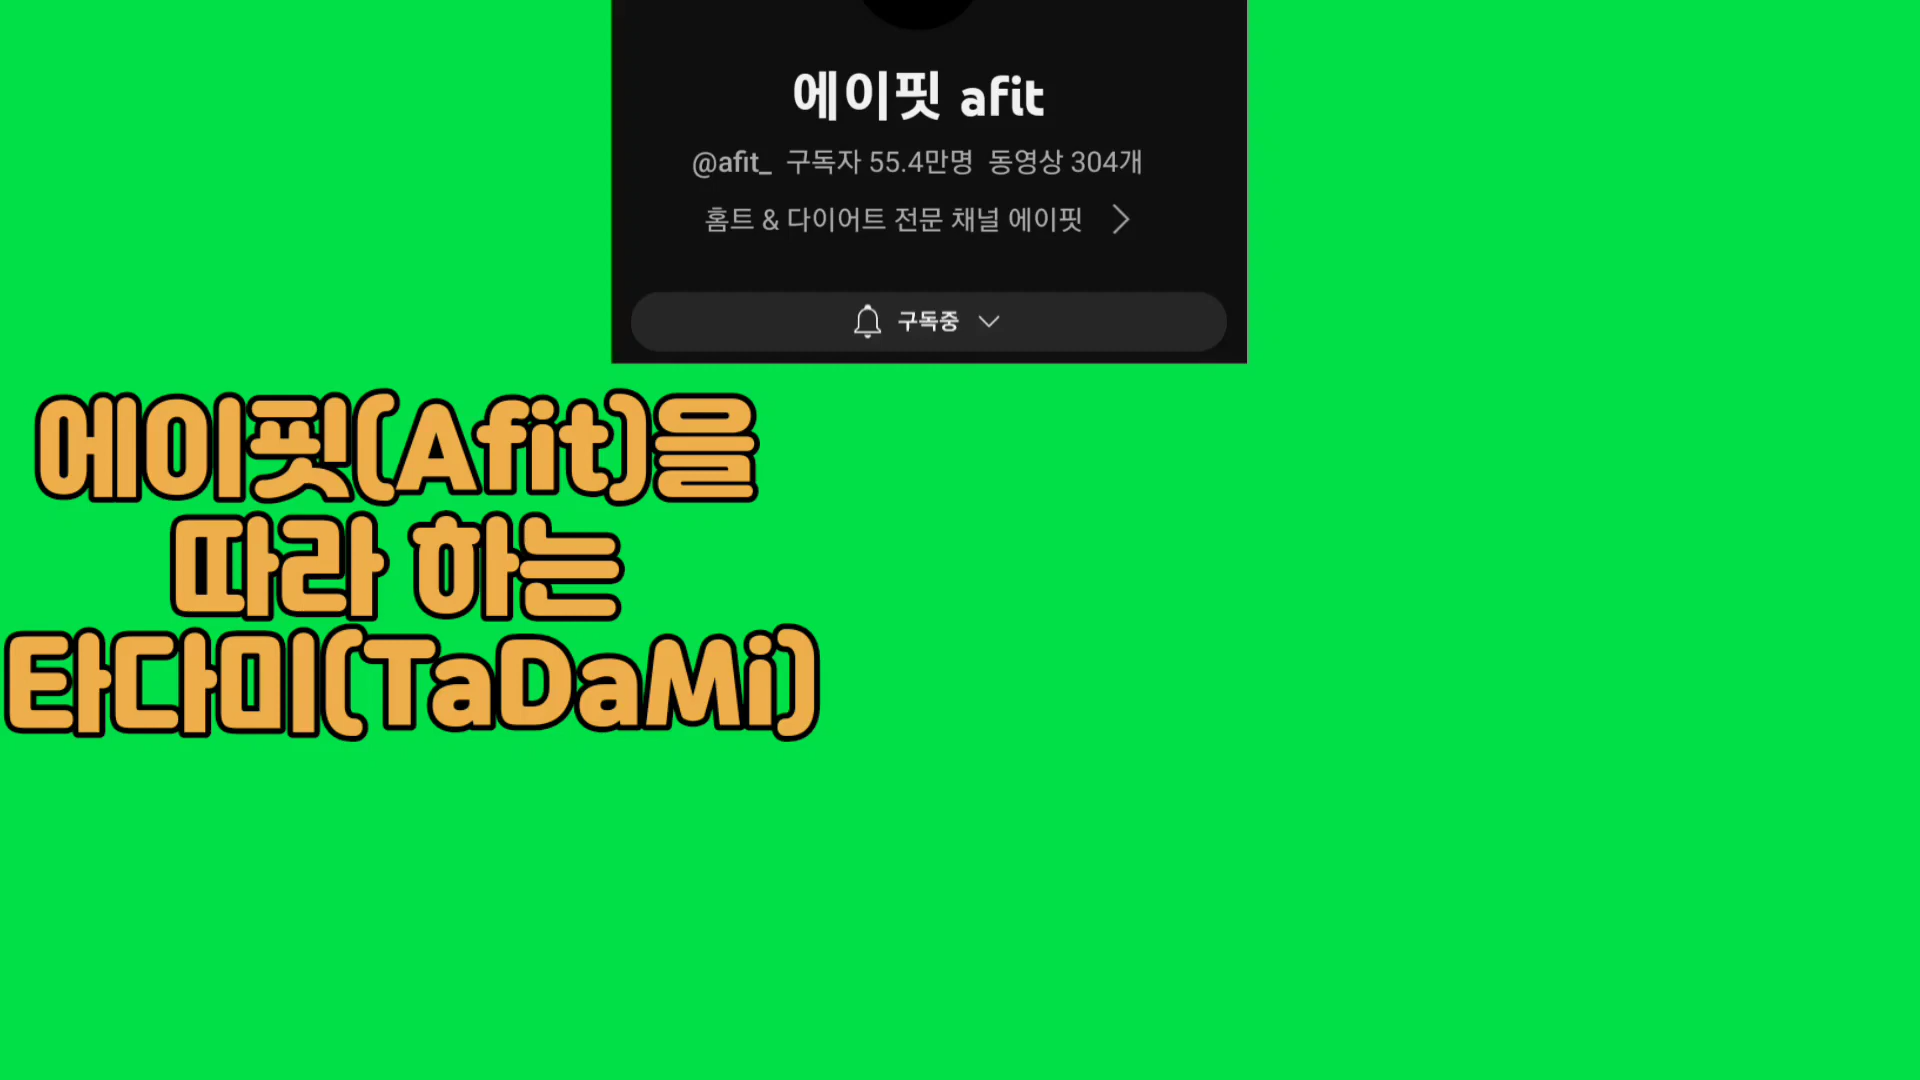 에이핏 afit
@afit_ 구독자 55.4만명 동영상 304개
홈트 & 다이어트 전문 채널 에이핏
구독중
에이핏(Afit)을
따라 하는
타다미(TaDaMi)